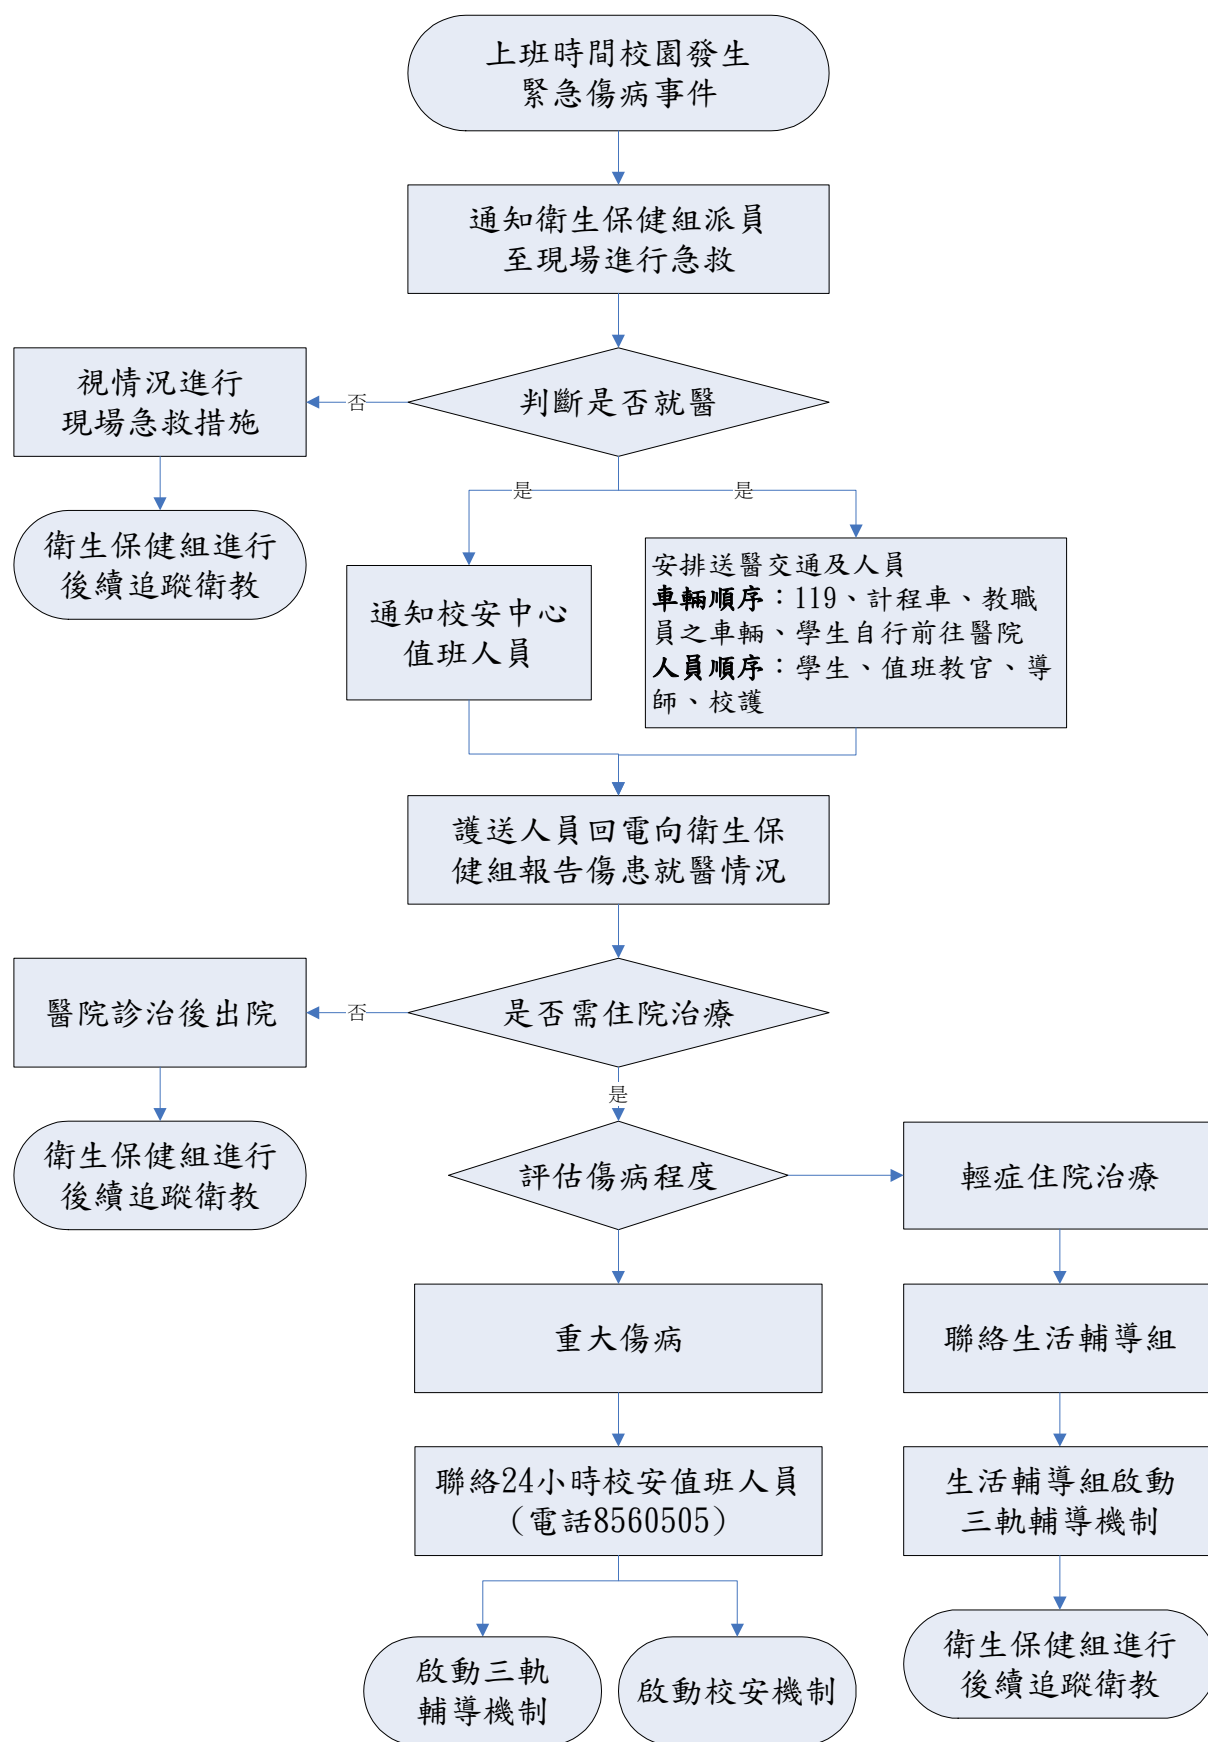 上班時間校園發生
緊急傷病事件
通知衛生保健組派員
至現場進行急救
判斷是否就醫
否
視情況進行
現場急救措施
衛生保健組進行
後續追蹤衛教
是
是
通知校安中心
值班人員
安排送醫交通及人員
車輛順序：119、計程車、教職
員之車輛、學生自行前往醫院
人員順序：學生、值班教官、導
師、校護
護送人員回電向衛生保
健組報告傷患就醫情況
是否需住院治療
否
醫院診治後出院
衛生保健組進行
後續追蹤衛教
是
評估傷病程度
輕症住院治療
重大傷病
聯絡生活輔導組
聯絡24小時校安值班人員
（電話8560505）
生活輔導組啟動
三軌輔導機制
啟動三軌
輔導機制
啟動校安機制
衛生保健組進行
後續追蹤衛教